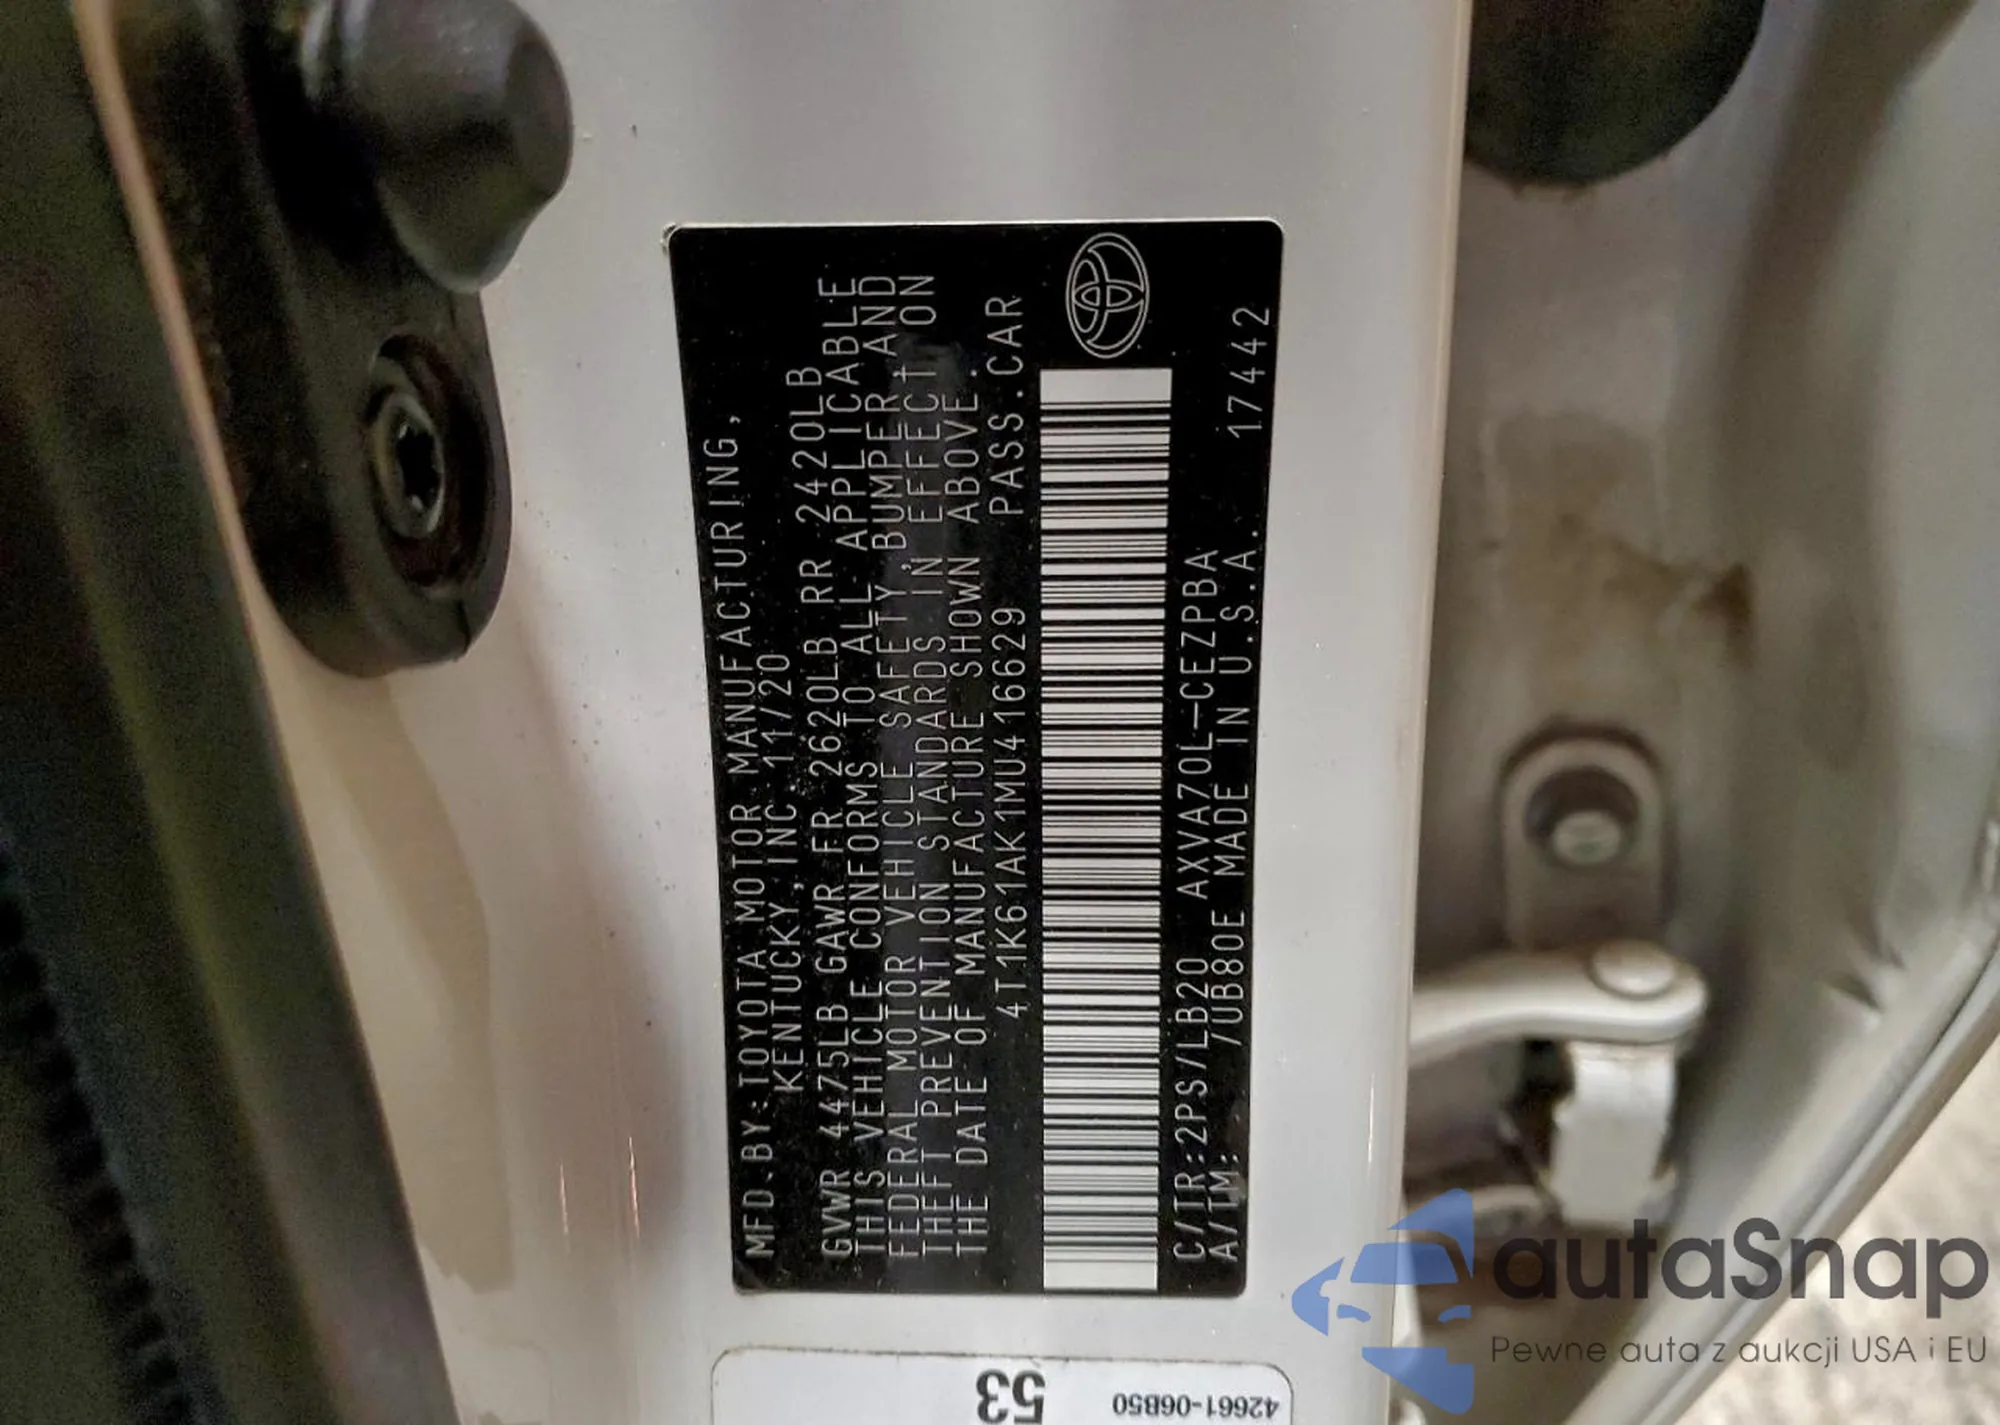 MFD.BY:TOYOTA MOTOR MANUFACTURING,
KENTUCKY,INC 11/20
GVWR 4475LB GAWR FR 2620LB RR 2420LB
THIS VEHICLE CONFORMS TO ALL APPLICABLE
FEDERAL MOTOR VEHICLE SAFETY,BUMPER,AND
THEFT PREVENTION STANDARDS IN EFFECT ON
THE DATE OF MANUFACTURE SHOWN ABOVE.
4T1K61AK1MU416629 PASS.CAR
C/TR:2PS/LB20 AXVA70L-CEZPBA
A/TM: - /UB80E MADE IN U.S.A. 17442
53
42661-06B50
autaSnap
Pewne auta z aukcji USA i EU